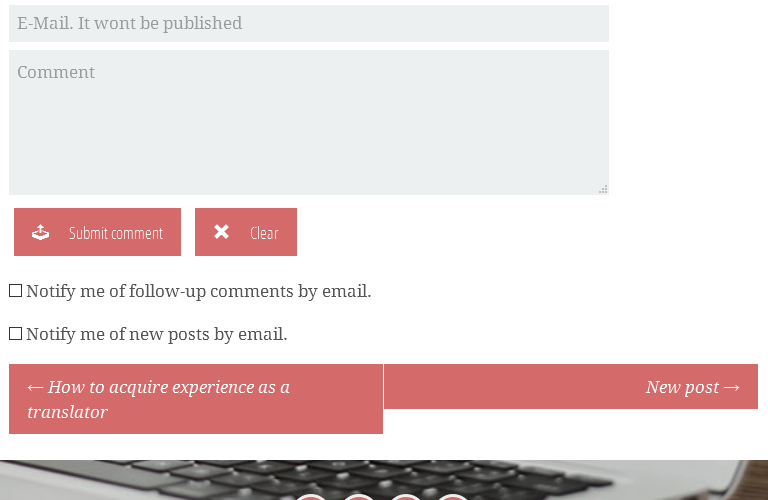 E-Mail. It wont be published
Comment
Submit comment
Clear
Notify me of follow-up comments by email.
Notify me of new posts by email.
← How to acquire experience as a
translator
New post →